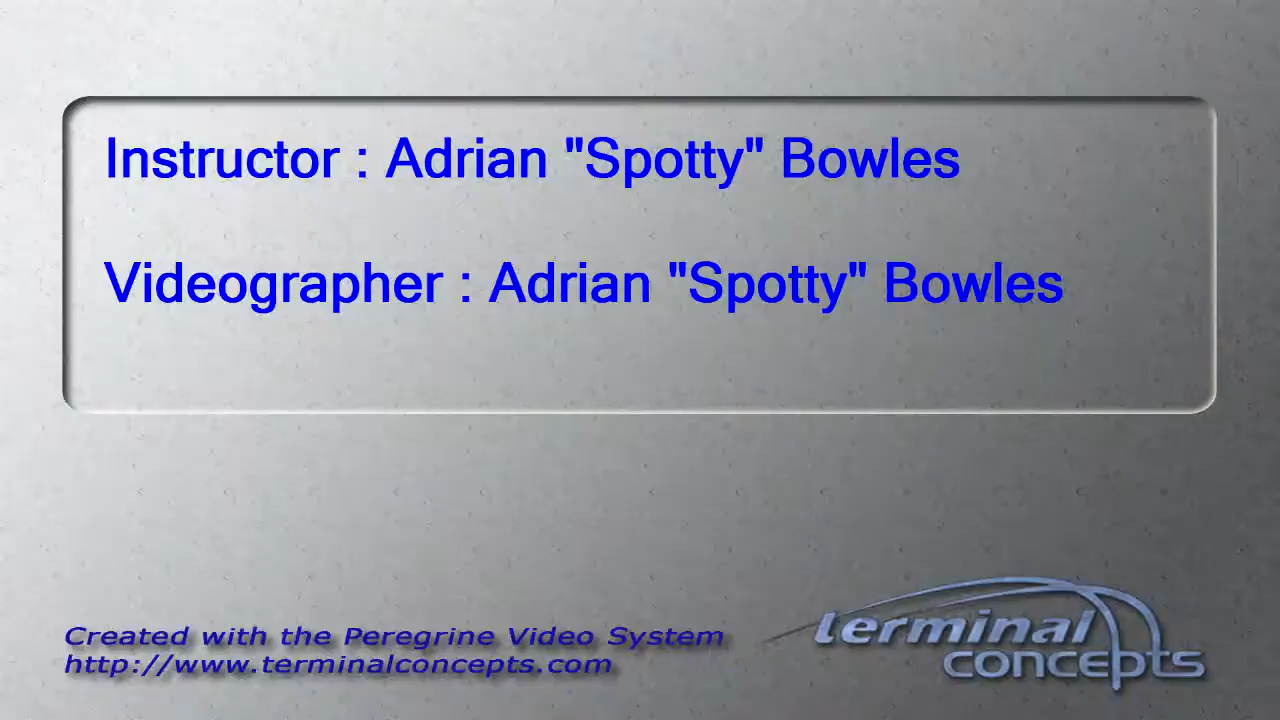 Instructor : Adrian "Spotty" Bowles
Videographer : Adrian "Spotty" Bowles
Created with the Peregrine Video System
http://www.terminalconcepts.com
terminal
concepts